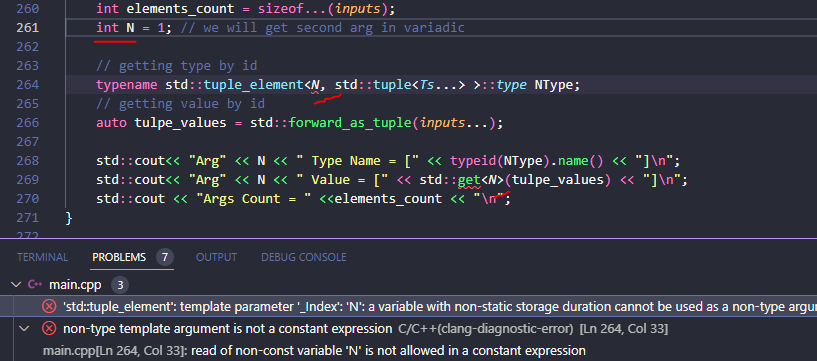 260 int elements_count = sizeof...(inputs);
261 int N = 1; // we will get second arg in variadic
262
263 // getting type by id
264 typename std::tuple_element<N, std::tuple<Ts...> >::type NType;
265 // getting value by id
266 auto tulpe_values = std::forward_as_tuple(inputs...);
267
268 std::cout<< "Arg" << N << " Type Name = [" << typeid(NType).name() << "]\n";
269 std::cout<< "Arg" << N << " Value = [" << std::get<N>(tulpe_values) << "]\n";
270 std::cout << "Args Count = " <<elements_count << "\n";
271 }
272
TERMINAL PROBLEMS 7 OUTPUT DEBUG CONSOLE
main.cpp 3
'std::tuple_element': template parameter '_Index': 'N': a variable with non-static storage duration cannot be used as a non-type argu
non-type template argument is not a constant expression C/C++(clang-diagnostic-error) [Ln 264, Col 33]
main.cpp[Ln 264, Col 33]: read of non-const variable 'N' is not allowed in a constant expression